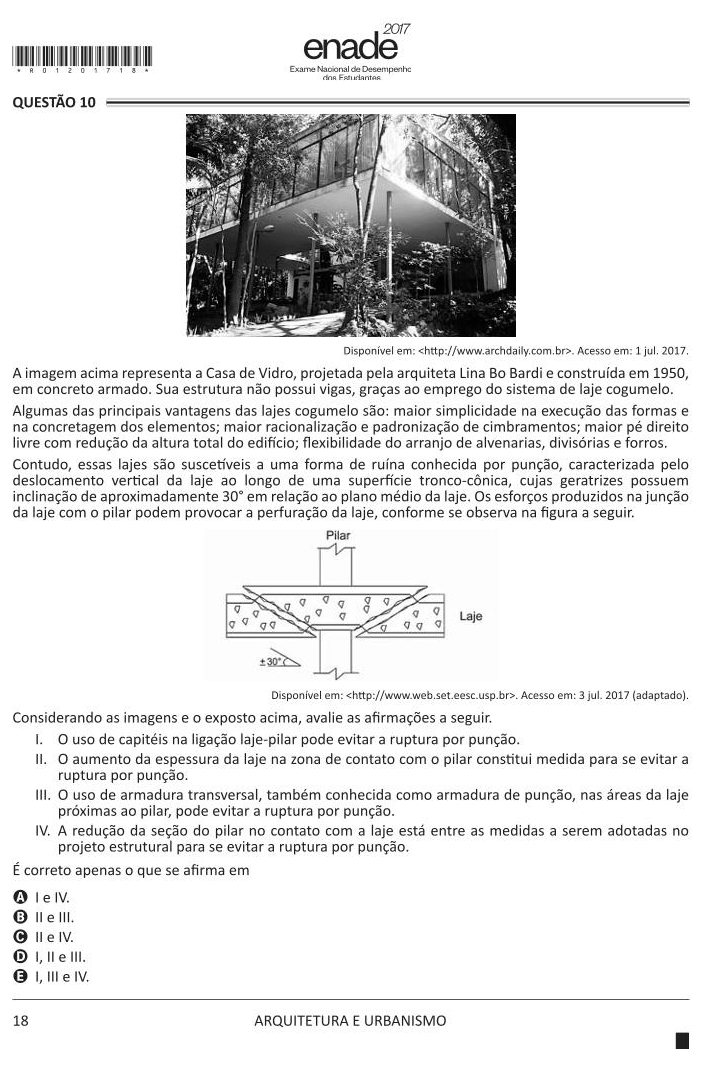 * R 0 1 2 0 1 7 1 8 *
2017
enade
Exame Nacional de Desempenho
dos Estudantes
QUESTÃO 10
Disponível em: <http://www.archdaily.com.br>. Acesso em: 1 jul. 2017.
A imagem acima representa a Casa de Vidro, projetada pela arquiteta Lina Bo Bardi e construída em 1950,
em concreto armado. Sua estrutura não possui vigas, graças ao emprego do sistema de laje cogumelo.
Algumas das principais vantagens das lajes cogumelo são: maior simplicidade na execução das formas e
na concretagem dos elementos; maior racionalização e padronização de cimbramentos; maior pé direito
livre com redução da altura total do edifício; flexibilidade do arranjo de alvenarias, divisórias e forros.
Contudo, essas lajes são suscetíveis a uma forma de ruína conhecida por punção, caracterizada pelo
deslocamento vertical da laje ao longo de uma superfície tronco-cônica, cujas geratrizes possuem
inclinação de aproximadamente 30° em relação ao plano médio da laje. Os esforços produzidos na junção
da laje com o pilar podem provocar a perfuração da laje, conforme se observa na figura a seguir.
Pilar
Laje
±30°
Disponível em: <http://www.web.set.eesc.usp.br>. Acesso em: 3 jul. 2017 (adaptado).
Considerando as imagens e o exposto acima, avalie as afirmações a seguir.
I. O uso de capitéis na ligação laje-pilar pode evitar a ruptura por punção.
II. O aumento da espessura da laje na zona de contato com o pilar constitui medida para se evitar a
ruptura por punção.
III. O uso de armadura transversal, também conhecida como armadura de punção, nas áreas da laje
próximas ao pilar, pode evitar a ruptura por punção.
IV. A redução da seção do pilar no contato com a laje está entre as medidas a serem adotadas no
projeto estrutural para se evitar a ruptura por punção.
É correto apenas o que se afirma em
A I e IV.
B II e III.
C II e IV.
D I, II e III.
E I, III e IV.
18
ARQUITETURA E URBANISMO